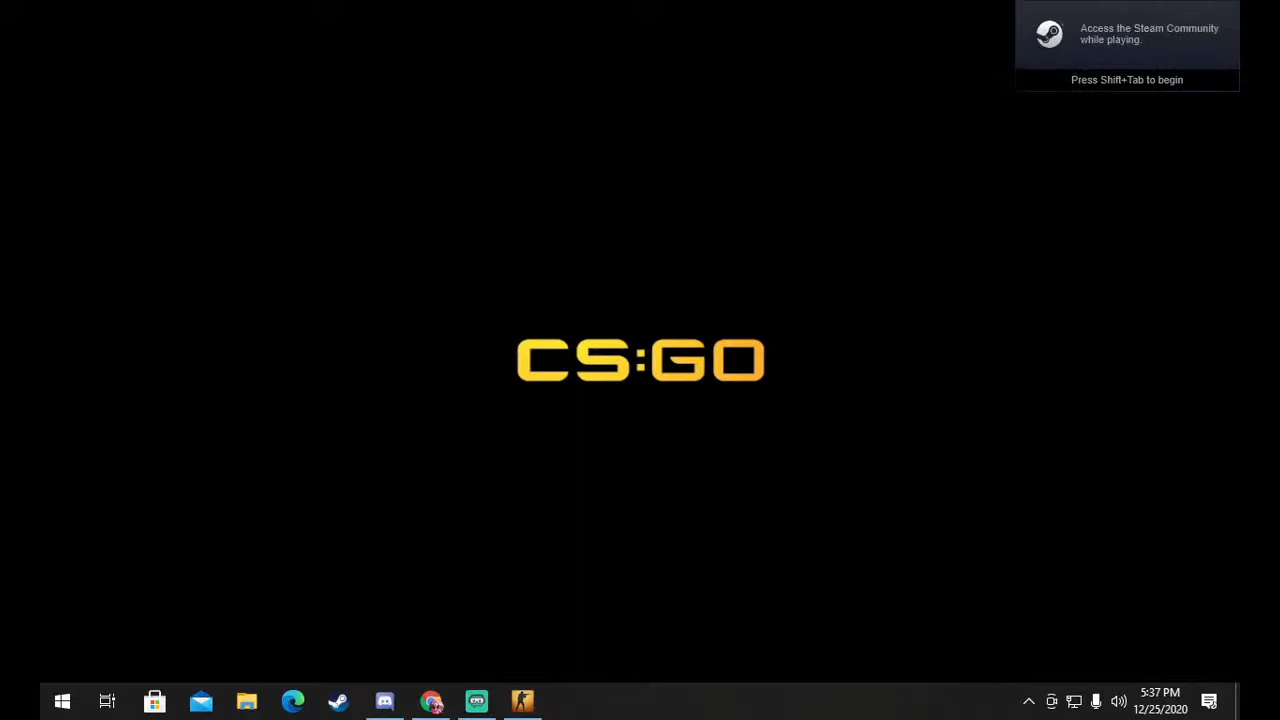 Access the Steam Community
while playing.
Press Shift+Tab to begin
CS:GO
5:37 PM
12/25/2020